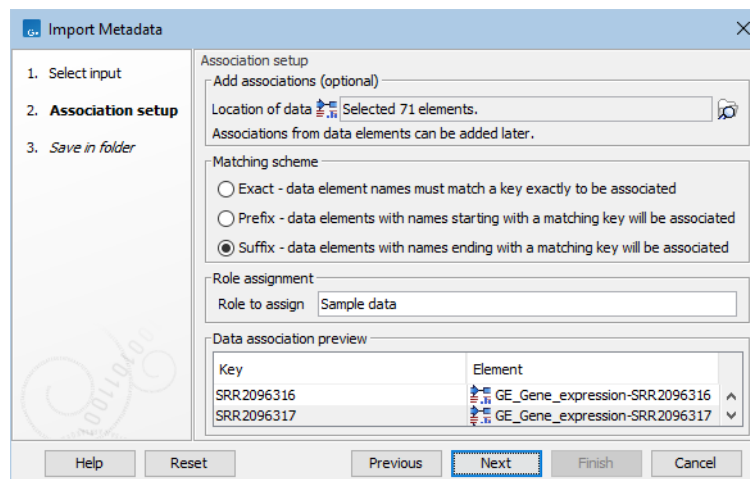 G.
Import Metadata
1. Select input
2. Association setup
3. Save in folder
Association setup
Add associations (optional)
Location of data Selected 71 elements.
Associations from data elements can be added later.
Matching scheme
Exact - data element names must match a key exactly to be associated
Prefix - data elements with names starting with a matching key will be associated
Suffix - data elements with names ending with a matching key will be associated
Role assignment
Role to assign Sample data
Data association preview
Key Element
SRR2096316 GE_Gene_expression-SRR2096316
SRR2096317 GE_Gene_expression-SRR2096317
Help Reset Previous Next Finish Cancel